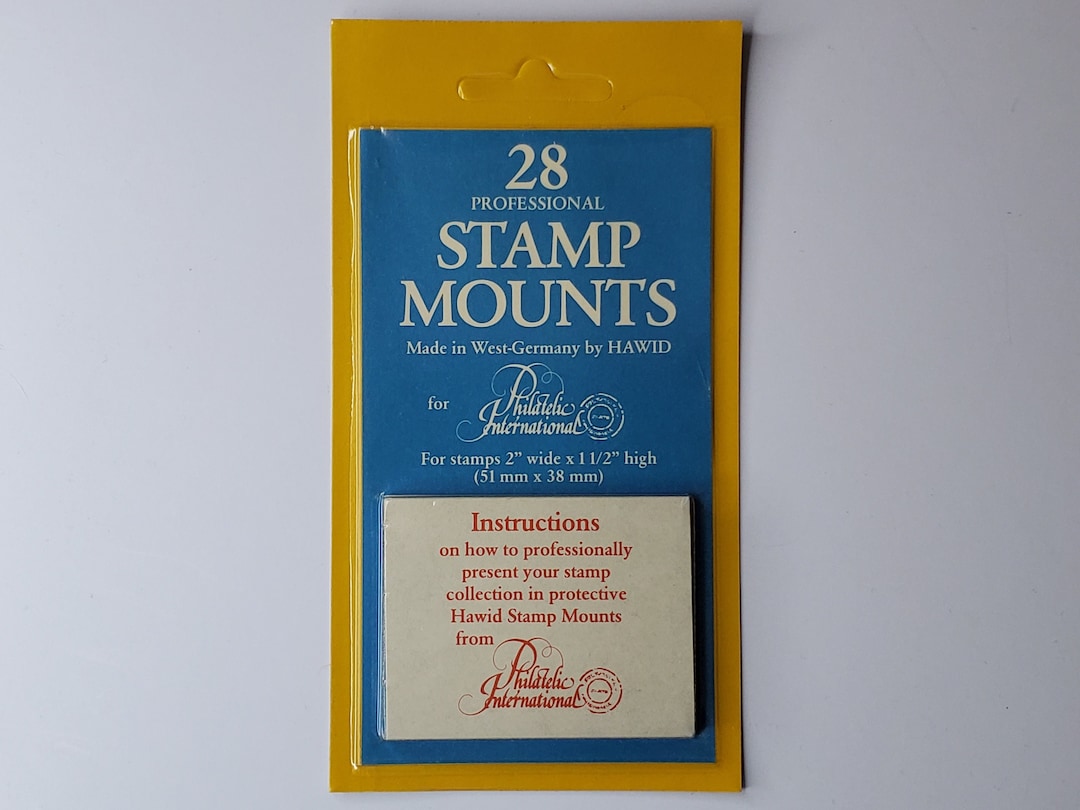 28
PROFESSIONAL
STAMP
MOUNTS
Made in West-Germany by HAWID
for Philatelic
International
For stamps 2” wide x 1 1/2” high
(51 mm x 38 mm)
Instructions
on how to professionally
present your stamp
collection in protective
Hawid Stamp Mounts
from
Philatelic
International